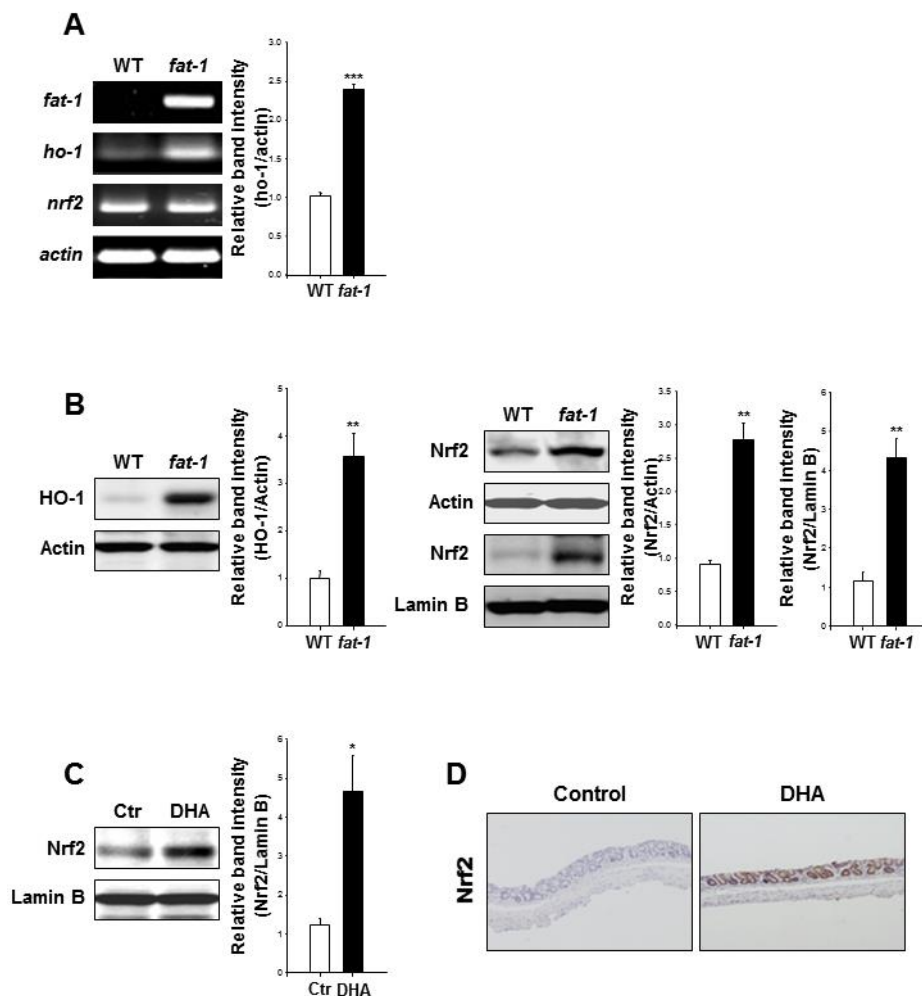 A
WT fat-1
fat-1
ho-1
nrf2
actin
Relative band intensity
(ho-1/actin)
3.0
2.5
2.0
1.5
1.0
0.5
0.0
***
WT fat-1
B
WT fat-1
HO-1
Actin
Relative band intensity
(HO-1/Actin)
5
4
3
2
1
0
**
WT fat-1
WT fat-1
Nrf2
Actin
Nrf2
Lamin B
Relative band intensity
(Nrf2/Actin)
3.5
3.0
2.5
2.0
1.5
1.0
0.5
0.0
**
WT fat-1
Relative band intensity
(Nrf2/Lamin B)
6
5
4
3
2
1
0
**
WT fat-1
C
Ctr DHA
Nrf2
Lamin B
Relative band intensity
(Nrf2/Lamin B)
6
5
4
3
2
1
0
*
Ctr DHA
D
Control DHA
Nrf2